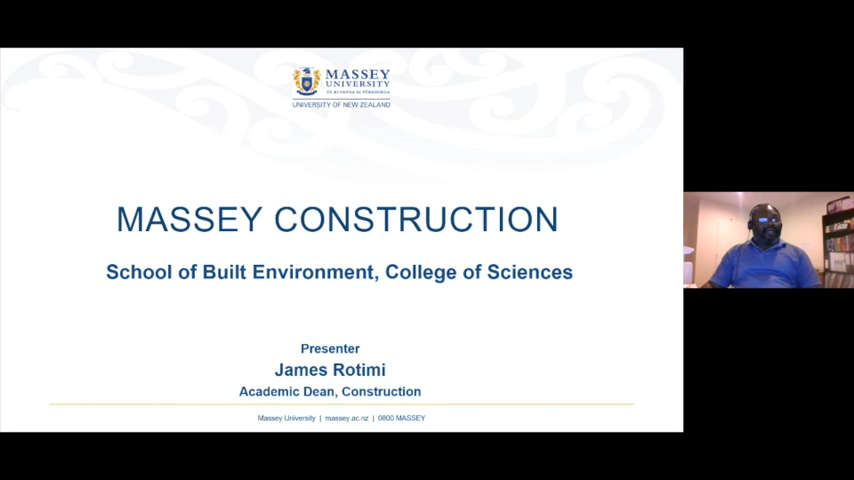 MASSEY
UNIVERSITY
TE KUNENGA KI PŪREHUROA
UNIVERSITY OF NEW ZEALAND
MASSEY CONSTRUCTION
School of Built Environment, College of Sciences
Presenter
James Rotimi
Academic Dean, Construction
Massey University | massey.ac.nz | 0800 MASSEY